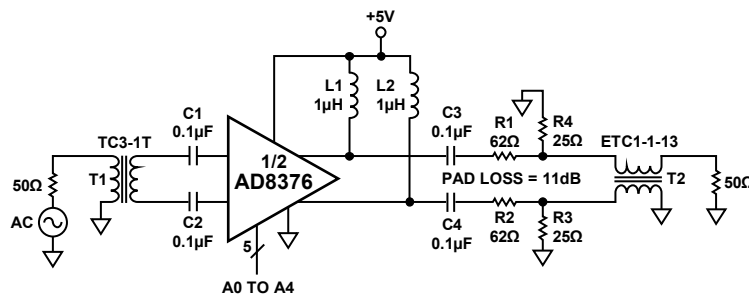 +5V
L1
1µH
L2
1µH
C1
0.1µF
C3
0.1µF
R1
62Ω
R4
25Ω
ETC1-1-13
TC3-1T
50Ω
T1
1/2
AD8376
PAD LOSS = 11dB
T2
50Ω
AC
C2
0.1µF
C4
0.1µF
R2
62Ω
R3
25Ω
5
A0 TO A4